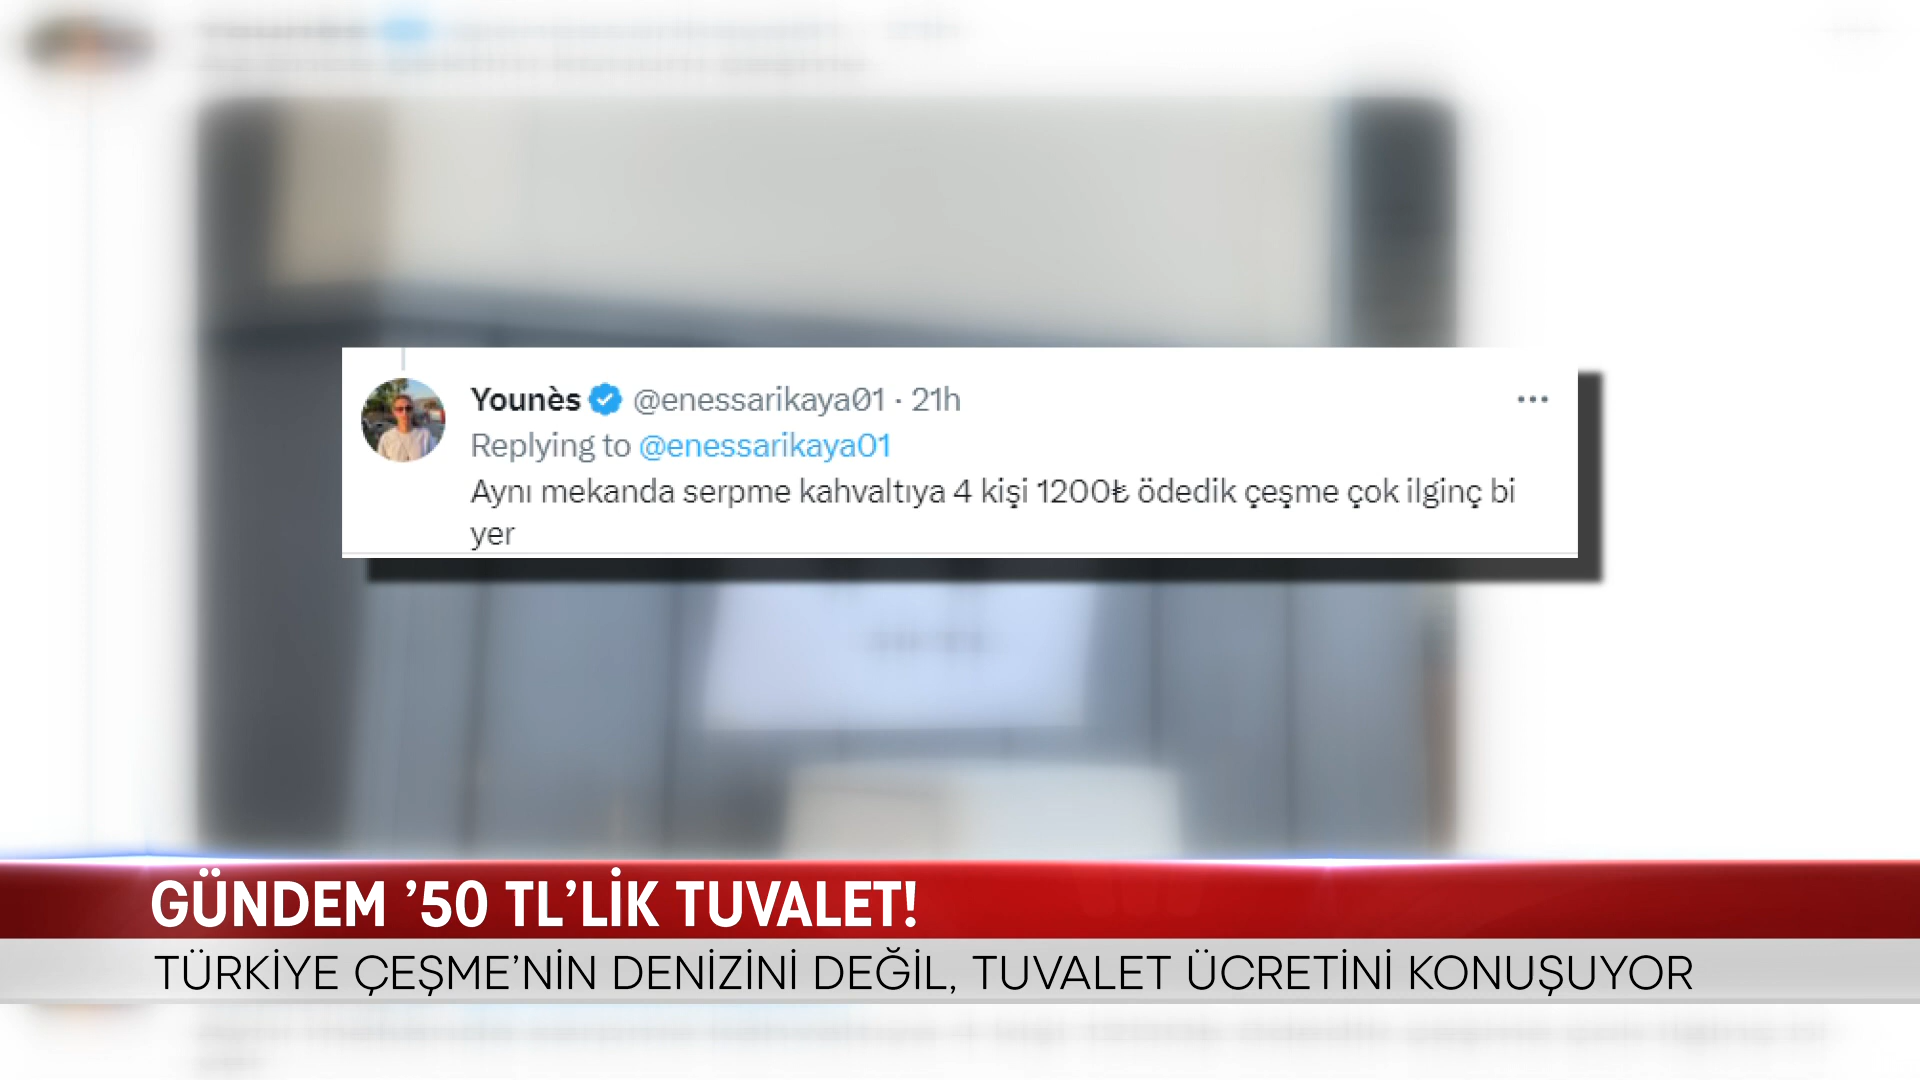 Younès @enessarikaya01 · 21h
Replying to @enessarikaya01
Aynı mekanda serpme kahvaltıya 4 kişi 1200₺ ödedik çeşme çok ilginç bi
yer
GÜNDEM ’50 TL’LİK TUVALET!
TÜRKİYE ÇEŞME’NİN DENİZİNİ DEĞİL, TUVALET ÜCRETİNİ KONUŞUYOR